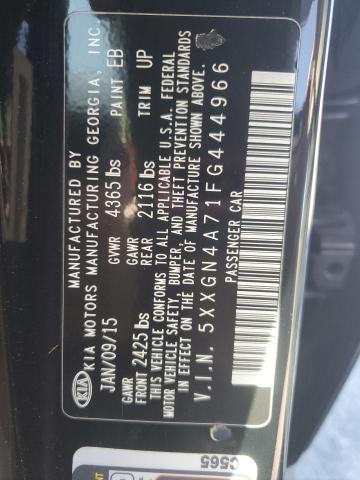 MANUFACTURED BY
KIA KIA MOTORS MANUFACTURING GEORGIA, INC.
JAN/09/15 GVWR 4365 lbs PAINT EB
GAWR FRONT 2425 lbs GAWR REAR 2116 lbs TRIM UP
THIS VEHICLE CONFORMS TO ALL APPLICABLE U.S.A. FEDERAL
MOTOR VEHICLE SAFETY, BUMPER, AND THEFT PREVENTION STANDARDS
IN EFFECT ON THE DATE OF MANUFACTURE SHOWN ABOVE.
V.I.N. 5XXGN4A71FG444966
PASSENGER CAR
C565